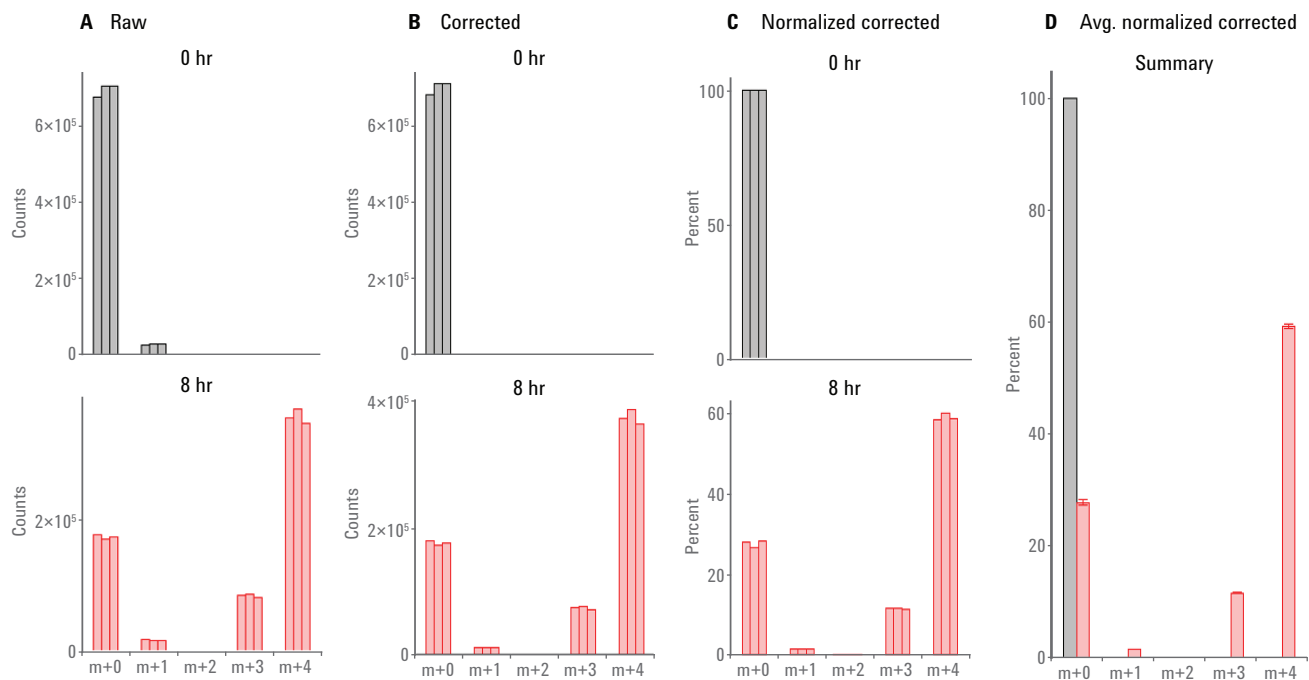 A Raw
B Corrected
C Normalized corrected
D Avg. normalized corrected
0 hr
0 hr
0 hr
Summary
Counts
6×10⁵
4×10⁵
2×10⁵
0
Counts
6×10⁵
4×10⁵
2×10⁵
0
Percent
100
50
0
Percent
100
80
60
40
20
0
8 hr
8 hr
8 hr
Counts
2×10⁵
0
Counts
4×10⁵
2×10⁵
0
Percent
60
40
20
0
m+0 m+1 m+2 m+3 m+4
m+0 m+1 m+2 m+3 m+4
m+0 m+1 m+2 m+3 m+4
m+0 m+1 m+2 m+3 m+4